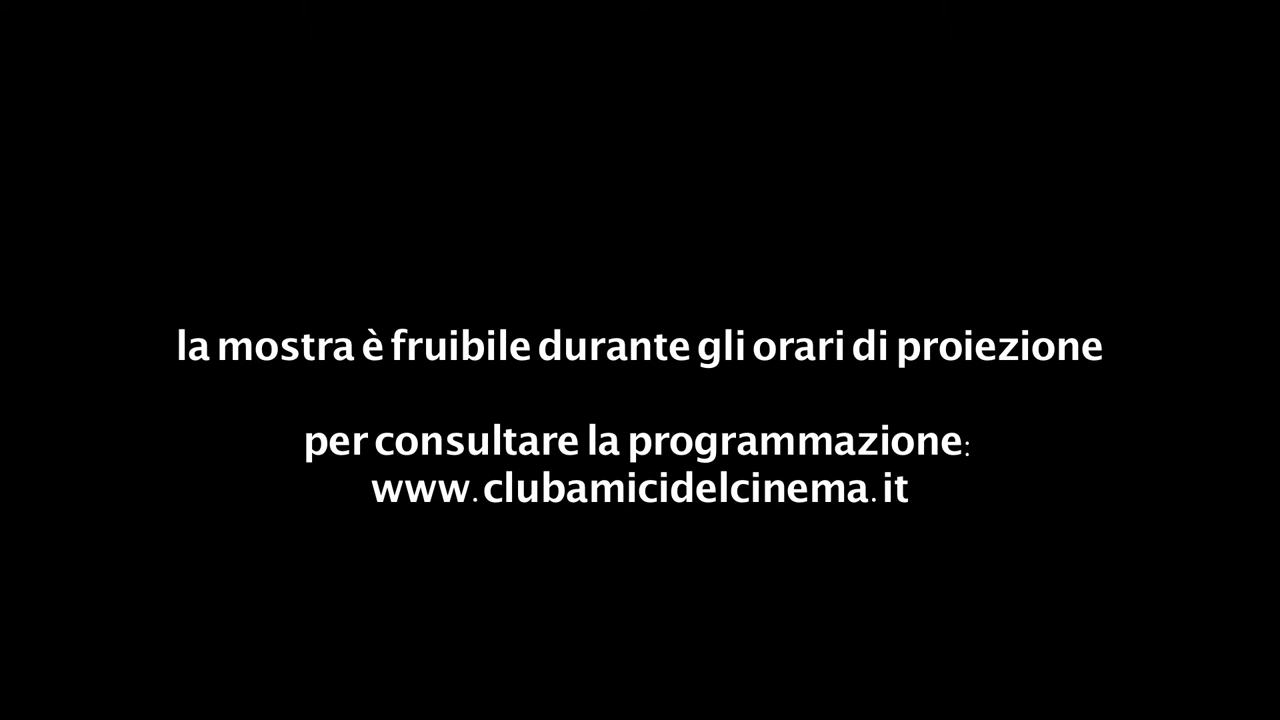 la mostra è fruibile durante gli orari di proiezione
per consultare la programmazione:
www.clubamicidelcinema.it